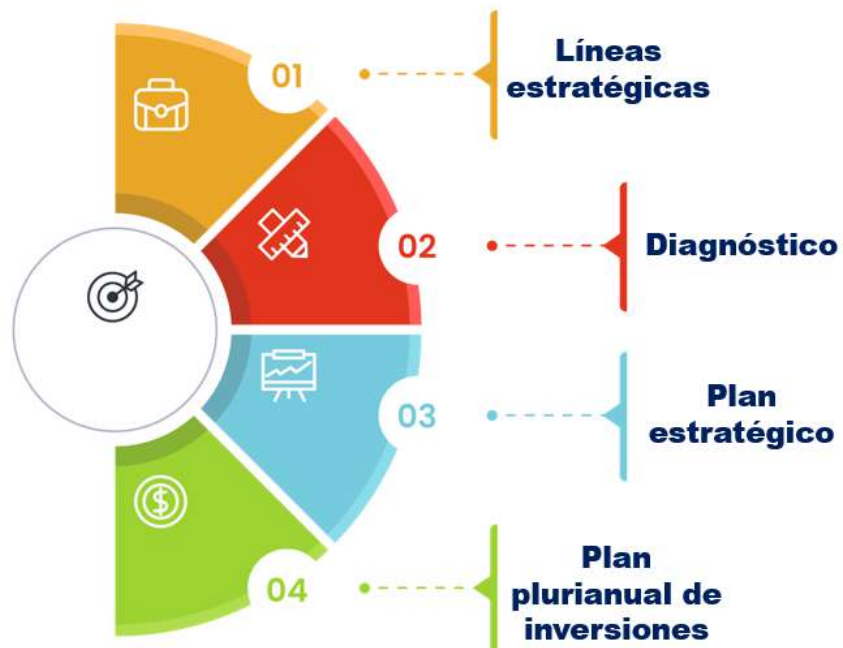 01
Líneas
estratégicas
02
Diagnóstico
03
Plan
estratégico
04
Plan
plurianual de
inversiones